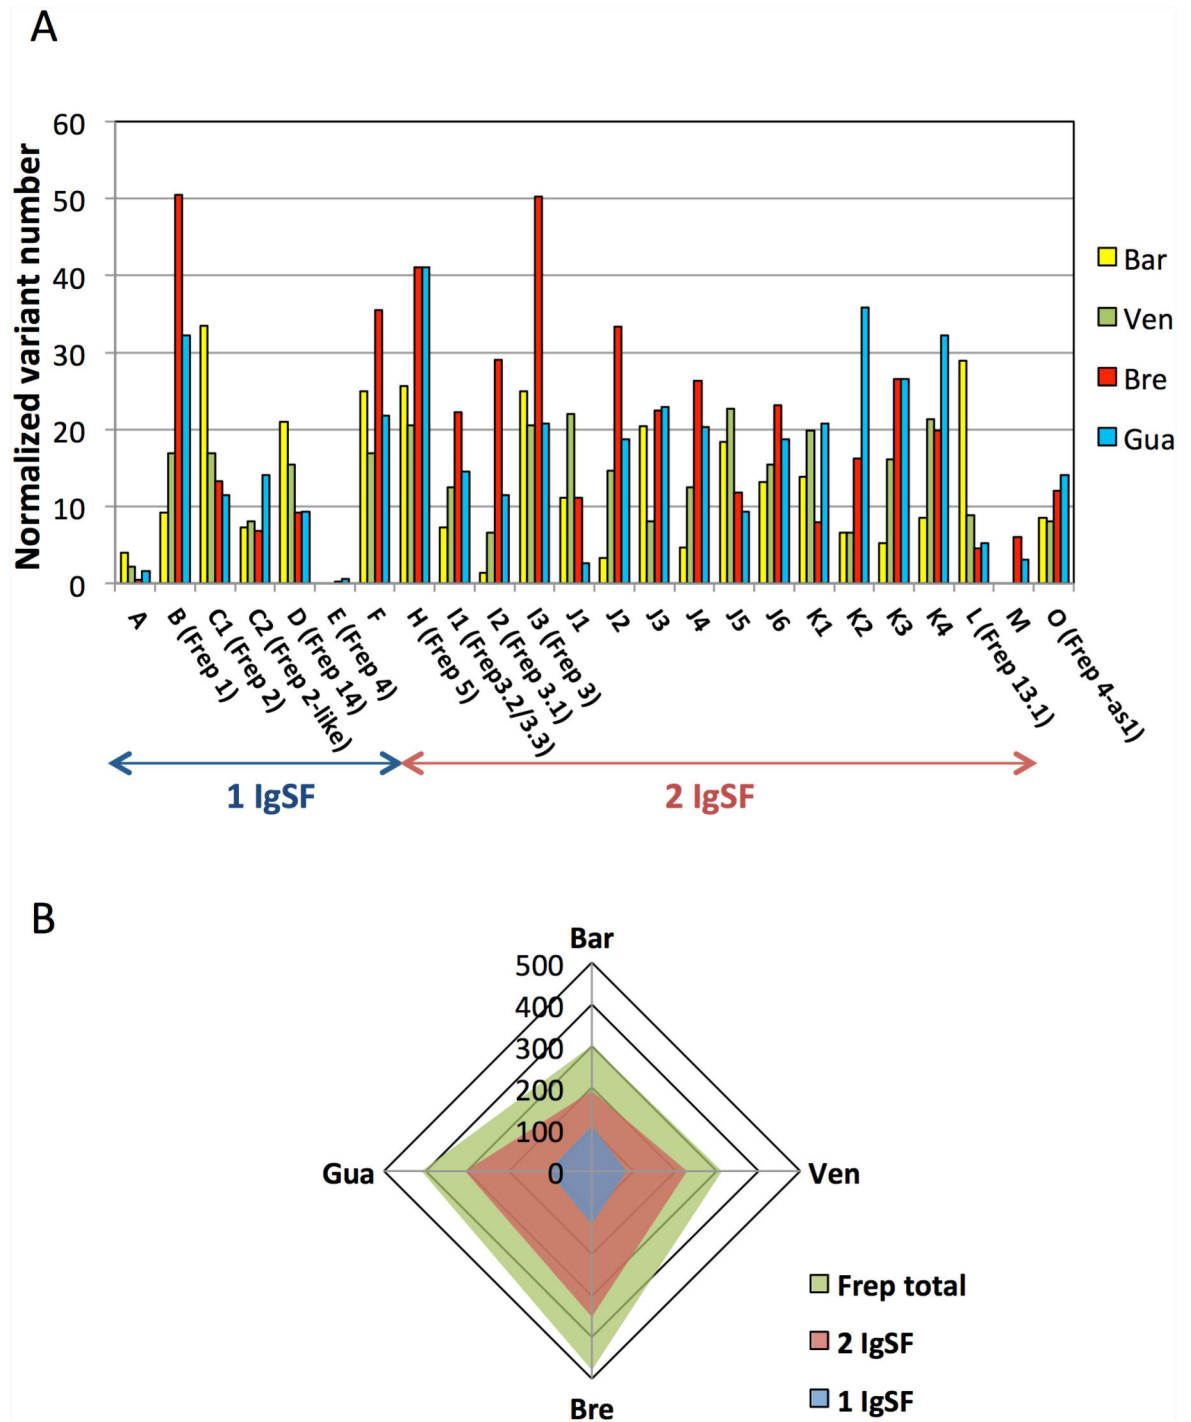 A
Normalized variant number
60
50
40
30
20
10
0
Bar
Ven
Bre
Gua
A
B (Frep 1)
C1 (Frep 2)
C2 (Frep 2-like)
D (Frep 14)
E (Frep 4)
F
H (Frep 5)
I1 (Frep3.2/3.3)
I2 (Frep 3.1)
I3 (Frep 3)
J1
J2
J3
J4
J5
J6
K1
K2
K3
K4
L (Frep 13.1)
M
O (Frep 4-as1)
1 IgSF
2 IgSF
B
Bar
500
400
300
200
100
0
Gua
Ven
Bre
Frep total
2 IgSF
1 IgSF